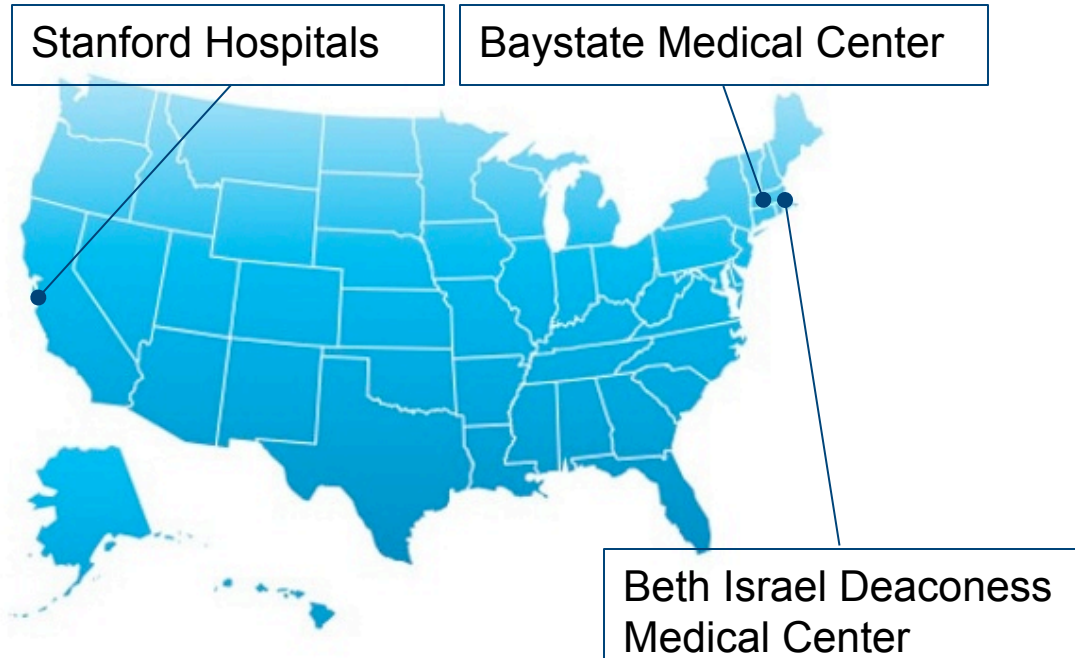 Stanford Hospitals
Baystate Medical Center
Beth Israel Deaconess
Medical Center